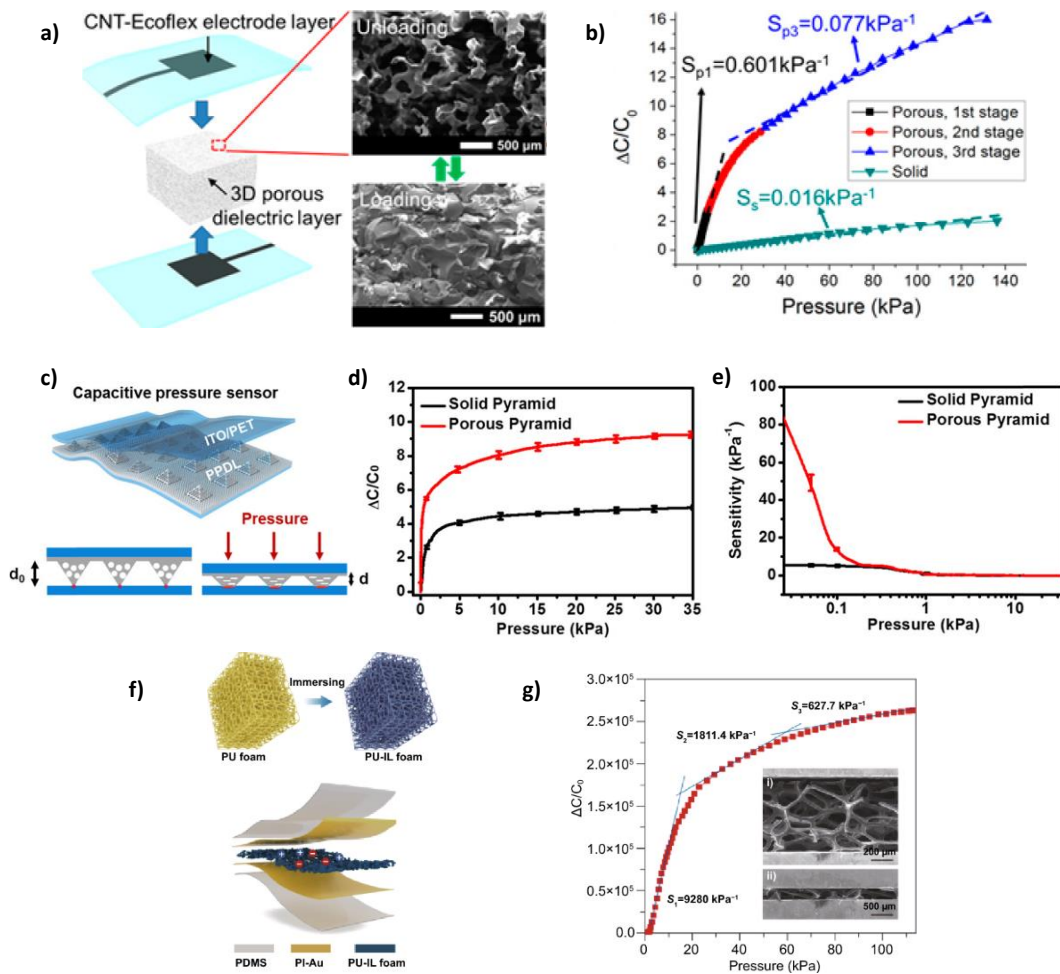 a)
CNT-Ecoflex electrode layer
3D porous
dielectric layer
Unloading
500 µm
Loading
500 µm
b)
S_p1=0.601kPa⁻¹
S_p3=0.077kPa⁻¹
S_s=0.016kPa⁻¹
Porous, 1st stage
Porous, 2nd stage
Porous, 3rd stage
Solid
ΔC/C₀
16
14
12
10
8
6
4
2
0
0 20 40 60 80 100 120 140
Pressure (kPa)
c)
Capacitive pressure sensor
ITO/PET
PPDL
Pressure
d₀
d
d)
Solid Pyramid
Porous Pyramid
ΔC/C₀
12
10
8
6
4
2
0
0 5 10 15 20 25 30 35
Pressure (kPa)
e)
Solid Pyramid
Porous Pyramid
Sensitivity (kPa⁻¹)
100
80
60
40
20
0
0.1 1 10
Pressure (kPa)
f)
Immersing
PU foam
PU-IL foam
PDMS
PI-Au
PU-IL foam
g)
ΔC/C₀
3.0×10⁵
2.5×10⁵
2.0×10⁵
1.5×10⁵
1.0×10⁵
0.5×10⁵
0
S₃=627.7 kPa⁻¹
S₂=1811.4 kPa⁻¹
S₁=9280 kPa⁻¹
i)
200 µm
ii)
500 µm
0 20 40 60 80 100
Pressure (kPa)